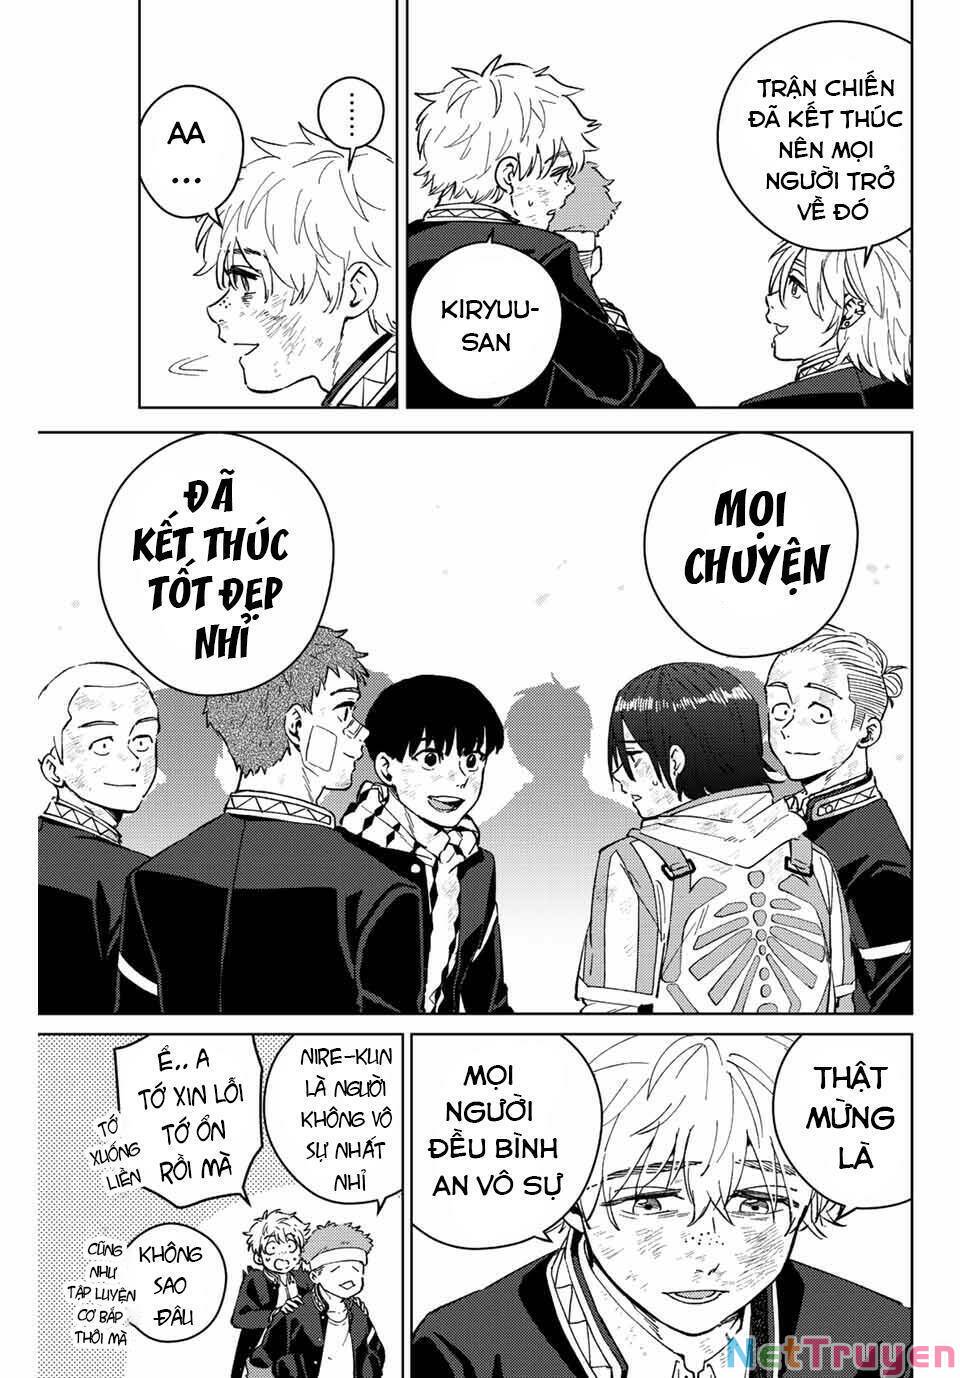 TRẬN CHIẾN
ĐÃ KẾT THÚC
NÊN MỌI
NGƯỜI TRỞ
VỀ ĐÓ
KIRYUU-
SAN
......
AA
...
MỌI
CHUYỆN
ĐÃ
KẾT THÚC
TỐT ĐẸP
NHỈ
THẬT
MỪNG
LÀ
MỌI
NGƯỜI
ĐỀU BÌNH
AN VÔ SỰ
NIRE-KUN
LÀ NGƯỜI
KHÔNG VÔ
SỰ NHẤT
NHỈ
Ể.. A
TỚ XIN LỖI
TỚ ỔN
RỒI MÀ
TỚ
XUỐNG
LIỀN
KHÔNG
SAO
ĐÂU
CŨNG
NHƯ
TẬP LUYỆN
CƠ BẮP
THÔI MÀ
NetTruyen